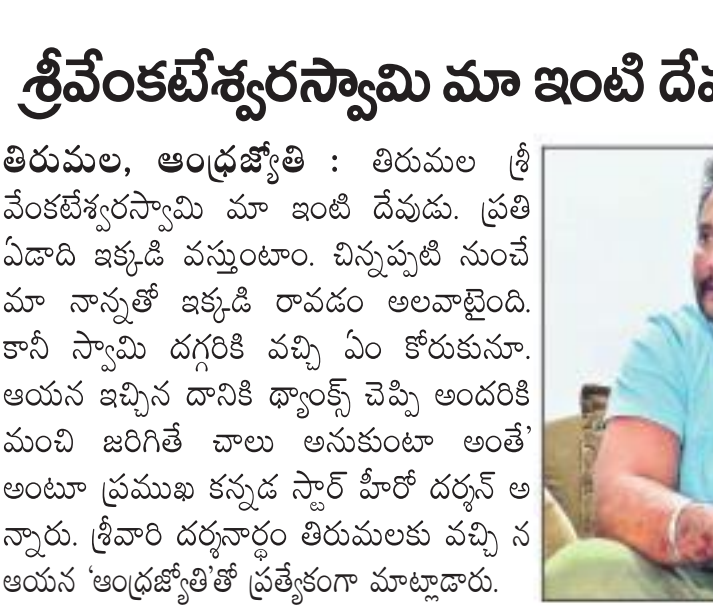 శ్రీవేంకటేశ్వరస్వామి మా ఇంటి
తిరుమల, ఆంధ్రజ్యోతి : తిరుమల శ్రీ
వేంకటేశ్వరస్వామి మా ఇంటి దేవుడు. ప్రతి
ఏడాది ఇక్కడి వస్తుంటాం. చిన్నప్పటి నుంచే
మా నాన్నతో ఇక్కడి రావడం అలవాటైంది.
కానీ స్వామి దగ్గరికి వచ్చి ఏం కోరుకునూ.
ఆయన ఇచ్చిన దానికి థ్యాంక్స్ చెప్పి అందరికి
మంచి జరిగితే చాలు అనుకుంటా అంతే'
అంటూ ప్రముఖ కన్నడ స్టార్ హీరో దర్శన్ అ
న్నారు. శ్రీవారి దర్శనార్థం తిరుమలకు వచ్చి న
ఆయన 'ఆంధ్రజ్యోతి'తో ప్రత్యేకంగా మాట్లాడారు.